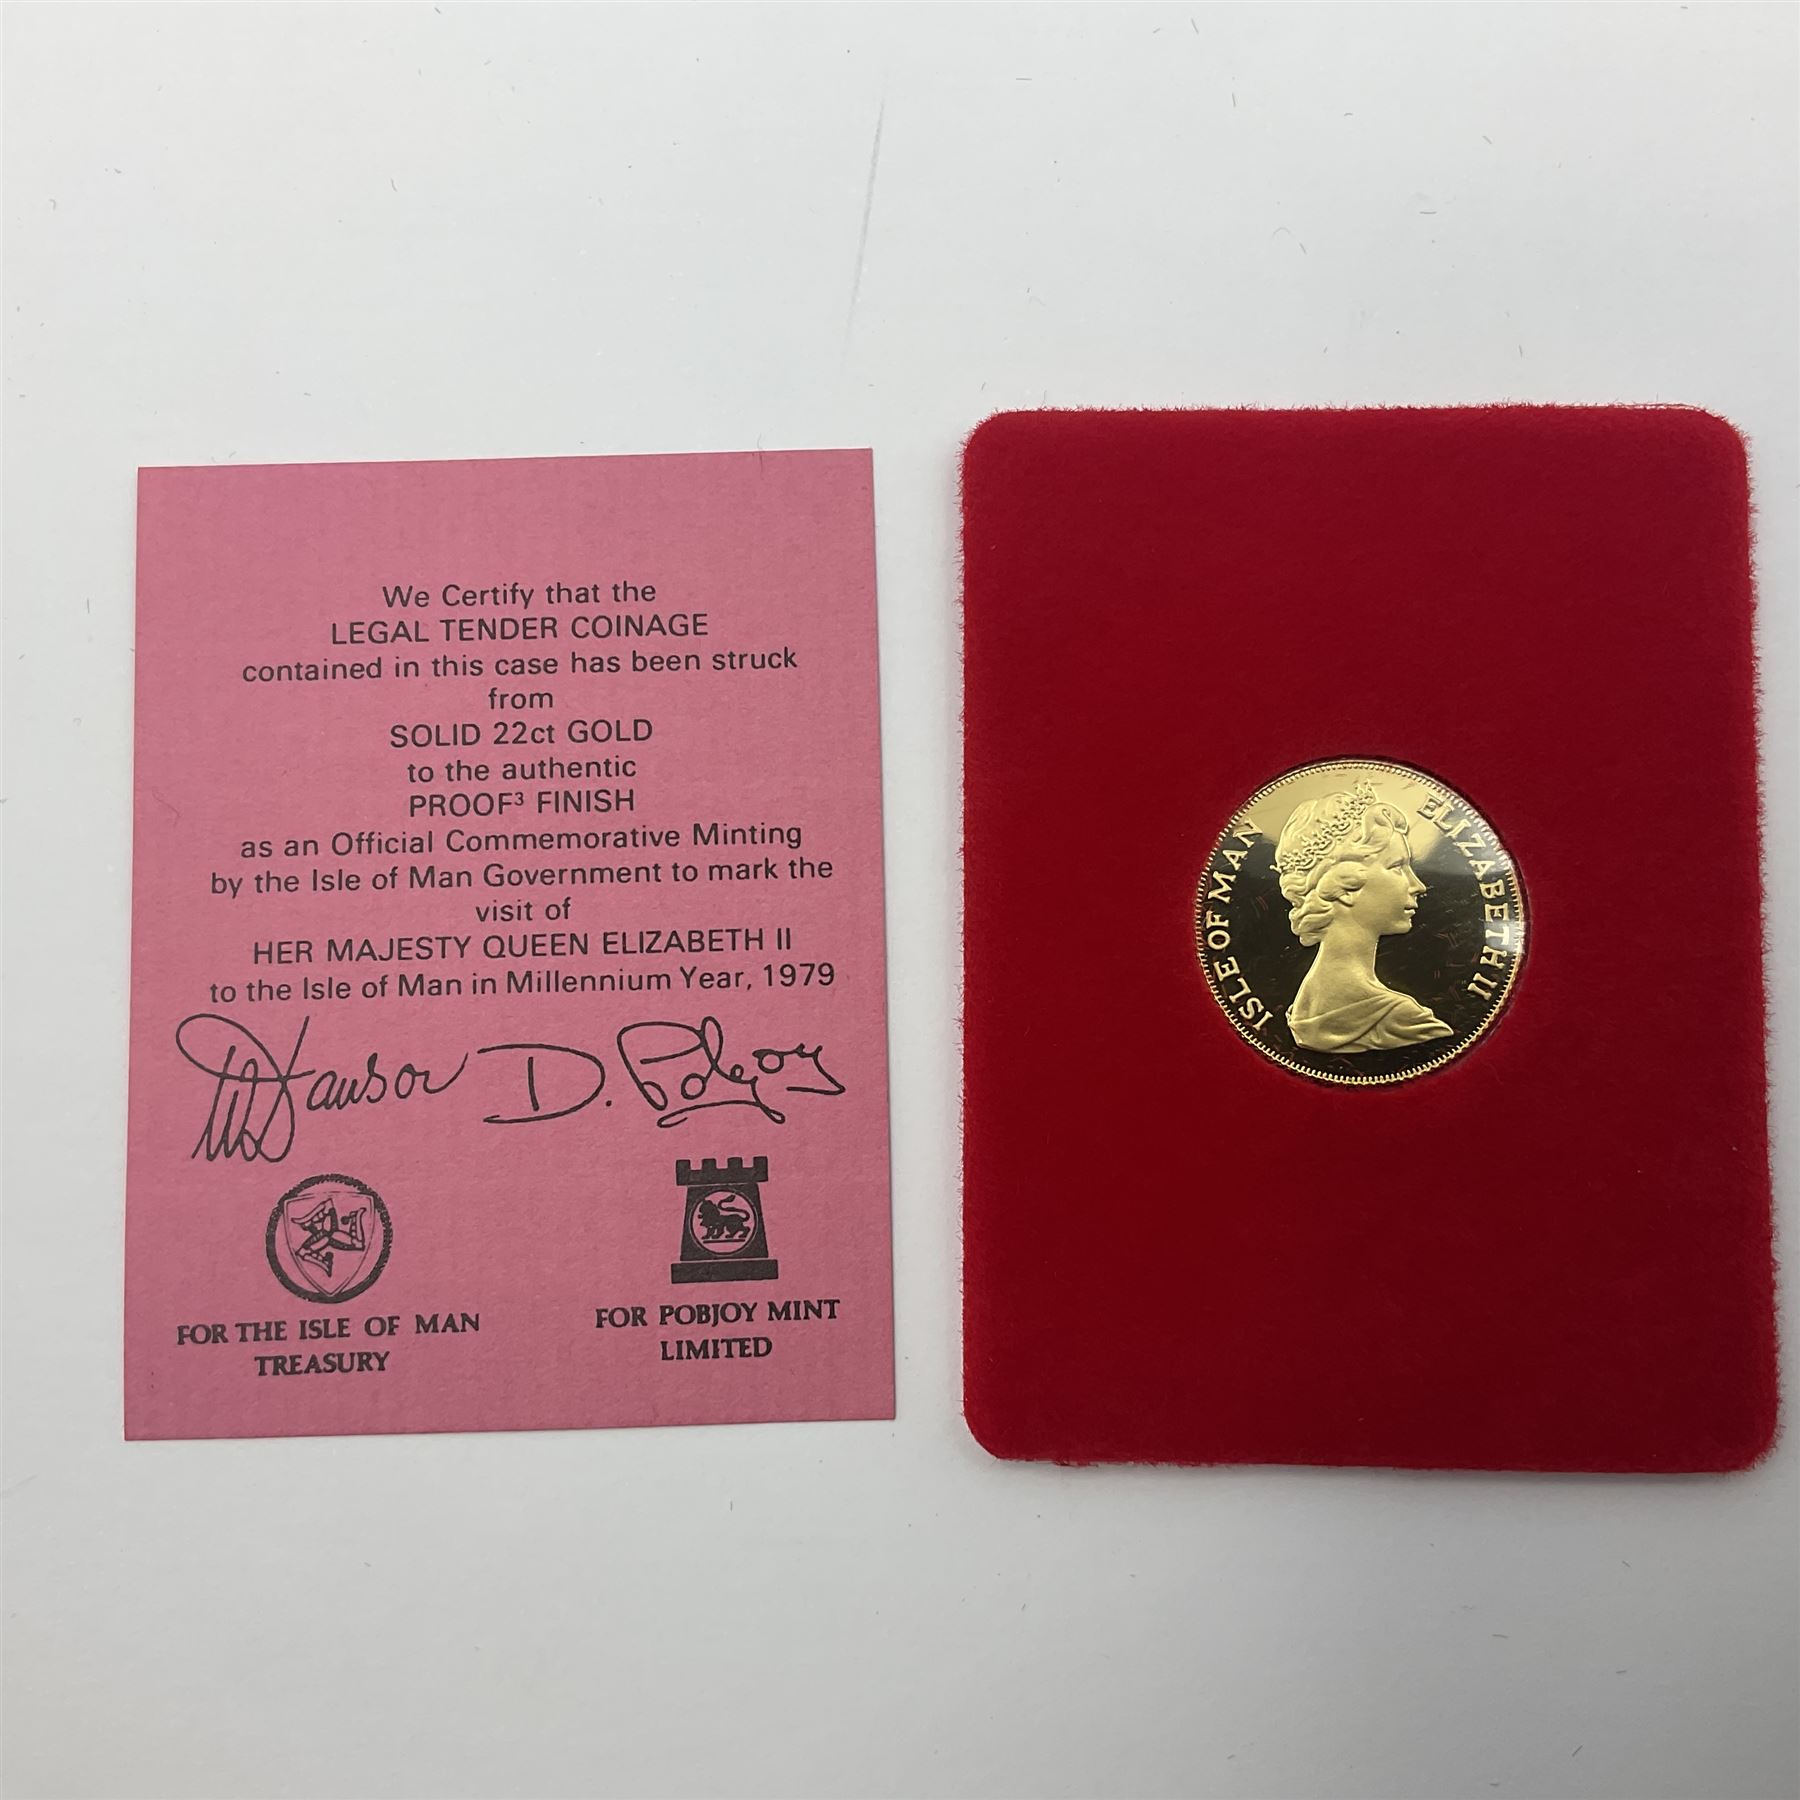 We Certify that the
LEGAL TENDER COINAGE
contained in this case has been struck
from
SOLID 22ct GOLD
to the authentic
PROOF³ FINISH
as an Official Commemorative Minting
by the Isle of Man Government to mark the
visit of
HER MAJESTY QUEEN ELIZABETH II
to the Isle of Man in Millennium Year, 1979
D. Pobjoy
FOR THE ISLE OF MAN
TREASURY
FOR POBJOY MINT
LIMITED
ISLE OF MAN
ELIZABETH II